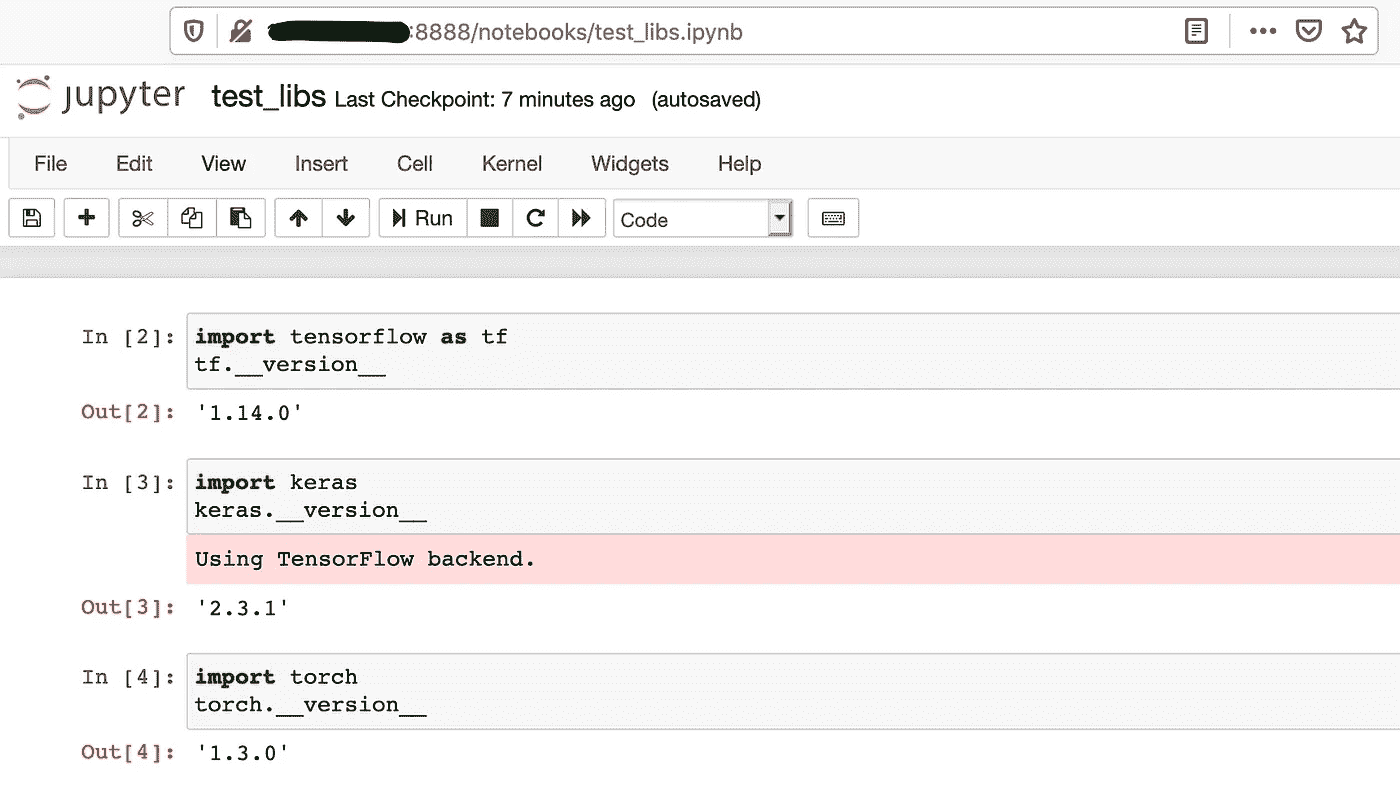 :8888/notebooks/test_libs.ipynb
jupyter test_libs Last Checkpoint: 7 minutes ago (autosaved)
File Edit View Insert Cell Kernel Widgets Help
Run Code
In [2]: import tensorflow as tf
tf.__version__
Out[2]: '1.14.0'
In [3]: import keras
keras.__version__
Using TensorFlow backend.
Out[3]: '2.3.1'
In [4]: import torch
torch.__version__
Out[4]: '1.3.0'